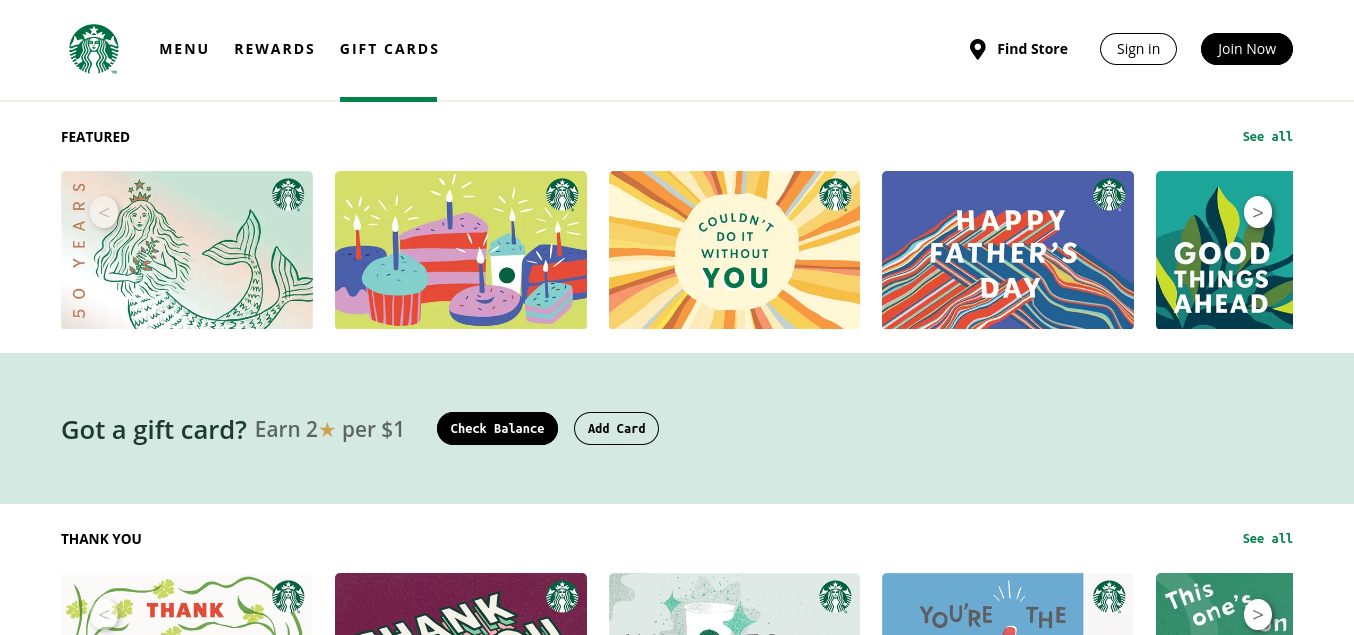 MENU
REWARDS
GIFT CARDS
Find Store
Sign in
Join Now
FEATURED
See all
50 YEARS
<
COULDN'T
DO IT
WITHOUT
YOU
HAPPY
FATHER'S
DAY
GOOD
THINGS
AHEAD
>
Got a gift card? Earn 2★ per $1
Check Balance
Add Card
THANK YOU
See all
<
THANK
THANK
YOU
YOU'RE THE
This
one's
on
>